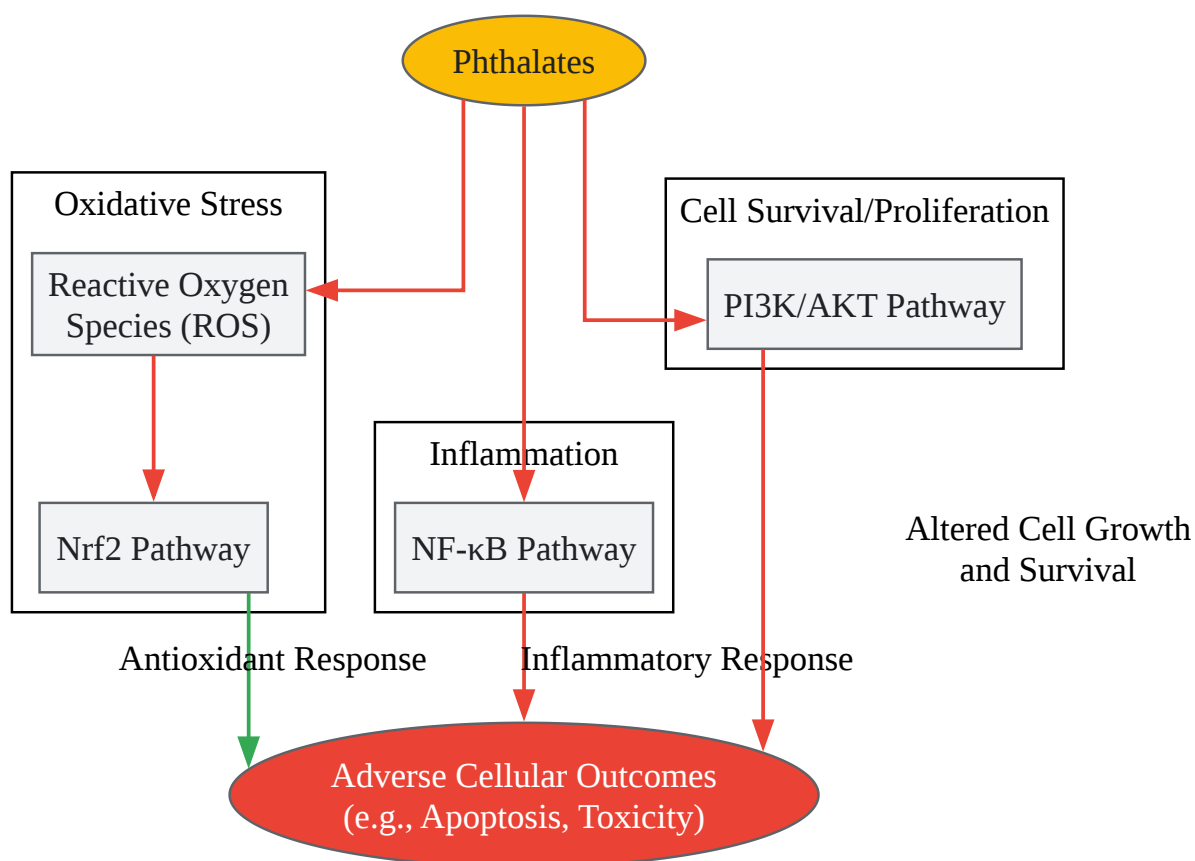 Phthalates
Oxidative Stress
Cell Survival/Proliferation
Reactive Oxygen
Species (ROS)
PI3K/AKT Pathway
Inflammation
Nrf2 Pathway
NF-κB Pathway
Altered Cell Growth
and Survival
Antioxidant Response
Inflammatory Response
Adverse Cellular Outcomes
(e.g., Apoptosis, Toxicity)